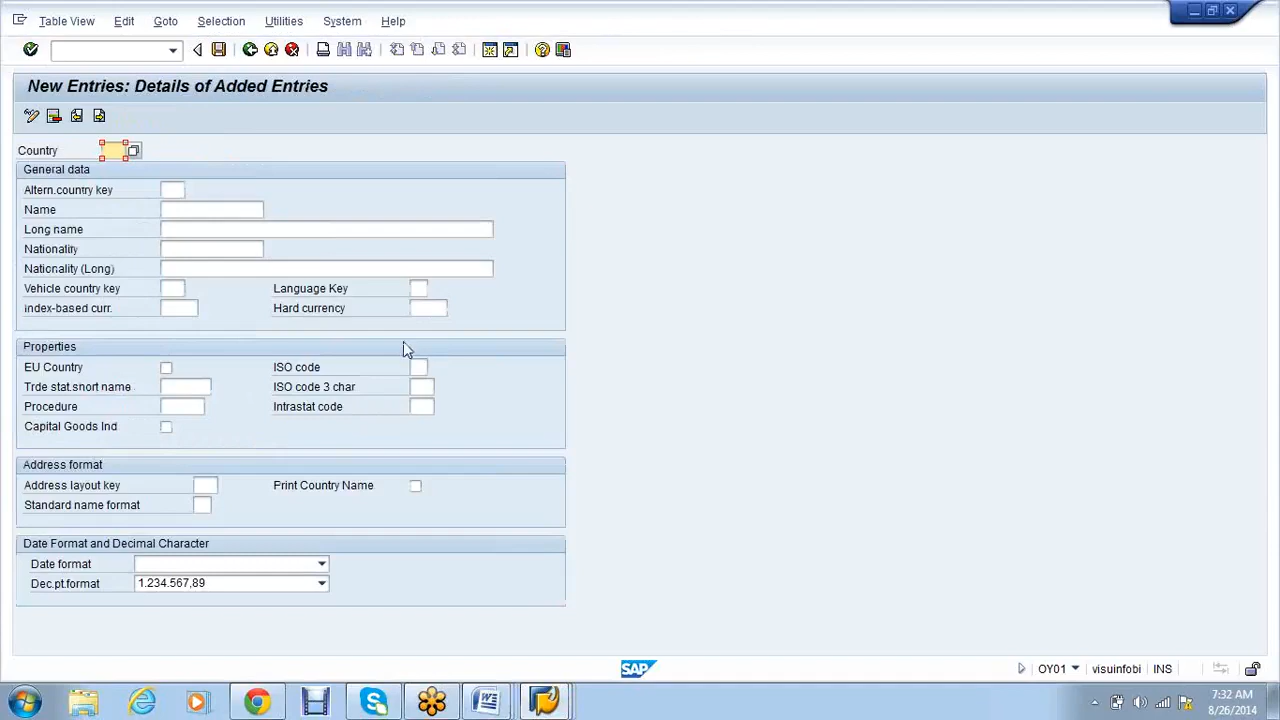 Table View Edit Goto Selection Utilities System Help
New Entries: Details of Added Entries
Country
General data
Altern.country key
Name
Long name
Nationality
Nationality (Long)
Vehicle country key Language Key
Index-based curr. Hard currency
Properties
EU Country ISO code
Trde stat.short name ISO code 3 char
Procedure Intrastat code
Capital Goods Ind
Address format
Address layout key Print Country Name
Standard name format
Date Format and Decimal Character
Date format
Dec.pt.format 1.234.567,89
SAP OY01 visuinfobi INS
7:32 AM
8/26/2014